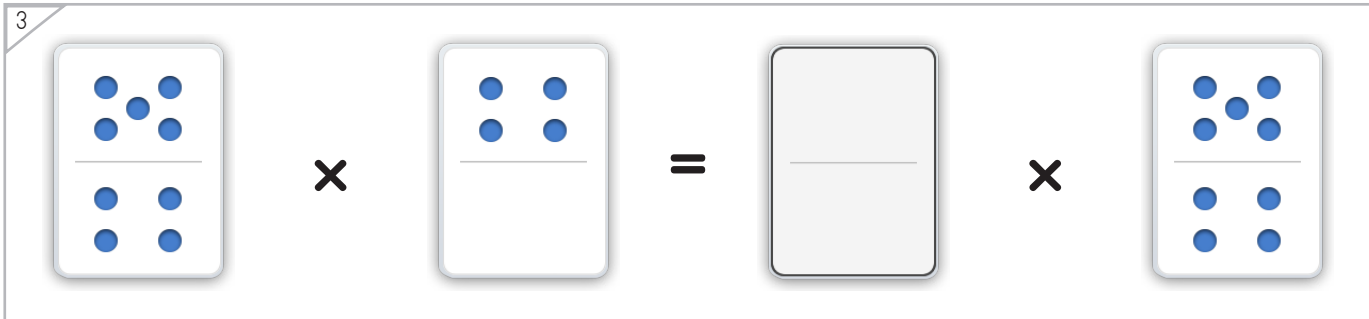 3
× = ×